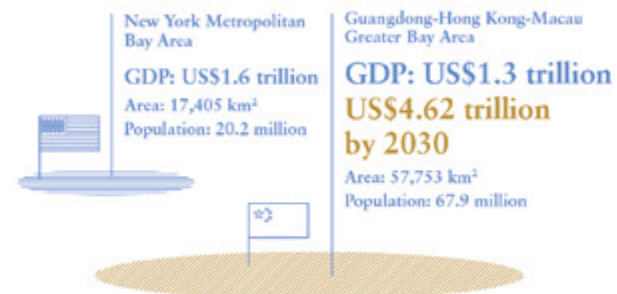 New York Metropolitan
Bay Area
GDP: US$1.6 trillion
Area: 17,405 km²
Population: 20.2 million
Guangdong-Hong Kong-Macau
Greater Bay Area
GDP: US$1.3 trillion
US$4.62 trillion
by 2030
Area: 57,753 km²
Population: 67.9 million